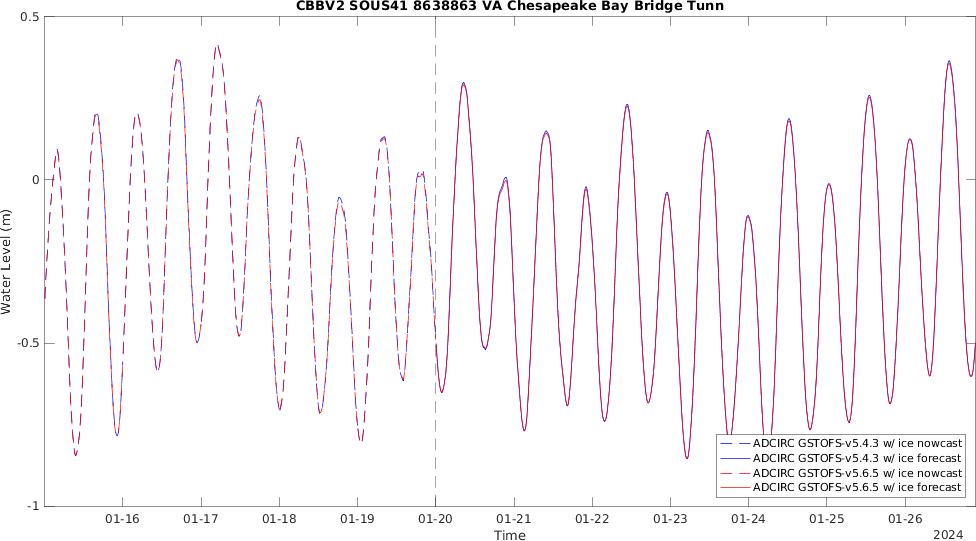 CBBV2 SOUS41 8638863 VA Chesapeake Bay Bridge Tunn
0.5
0
-0.5
-1
Water Level (m)
ADCIRC GSTOFS-v5.4.3 w/ ice nowcast
ADCIRC GSTOFS-v5.4.3 w/ ice forecast
ADCIRC GSTOFS-v5.6.5 w/ ice nowcast
ADCIRC GSTOFS-v5.6.5 w/ ice forecast
01-16 01-17 01-18 01-19 01-20 01-21 01-22 01-23 01-24 01-25 01-26
Time
2024